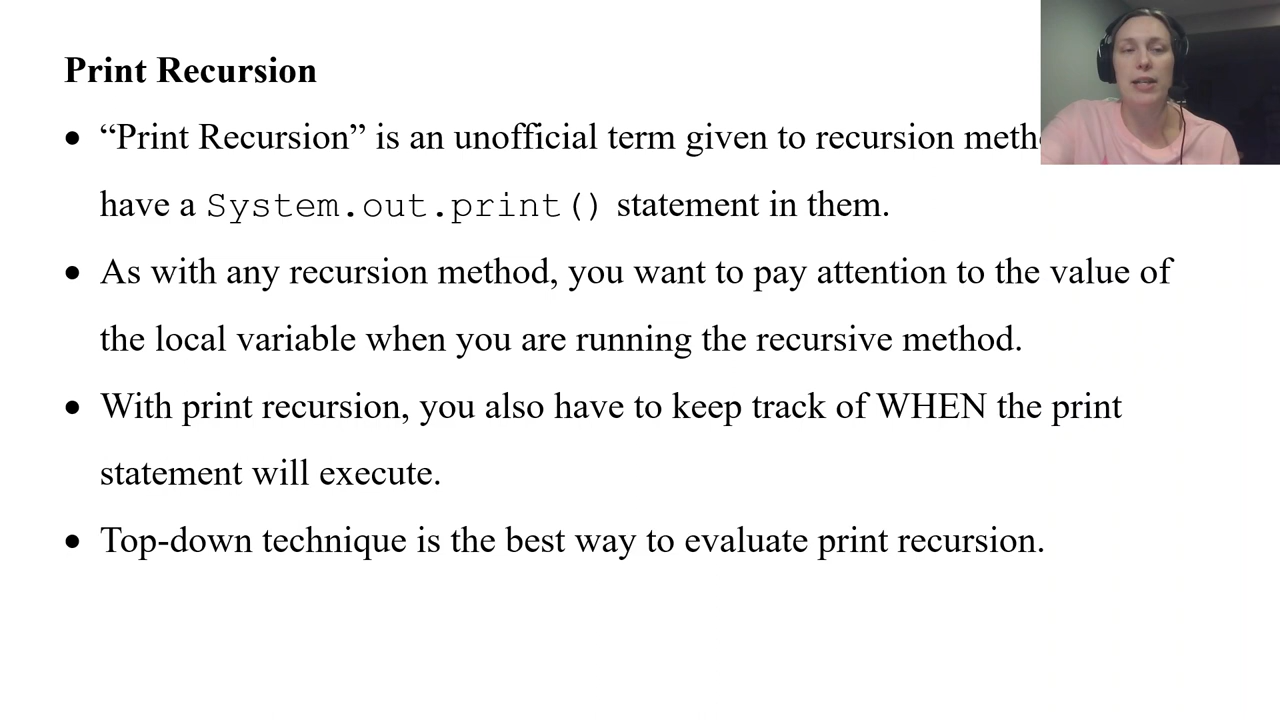 Print Recursion
• “Print Recursion” is an unofficial term given to recursion
have a System.out.print() statement in them.
• As with any recursion method, you want to pay attention to the value of
the local variable when you are running the recursive method.
• With print recursion, you also have to keep track of WHEN the print
statement will execute.
• Top-down technique is the best way to evaluate print recursion.